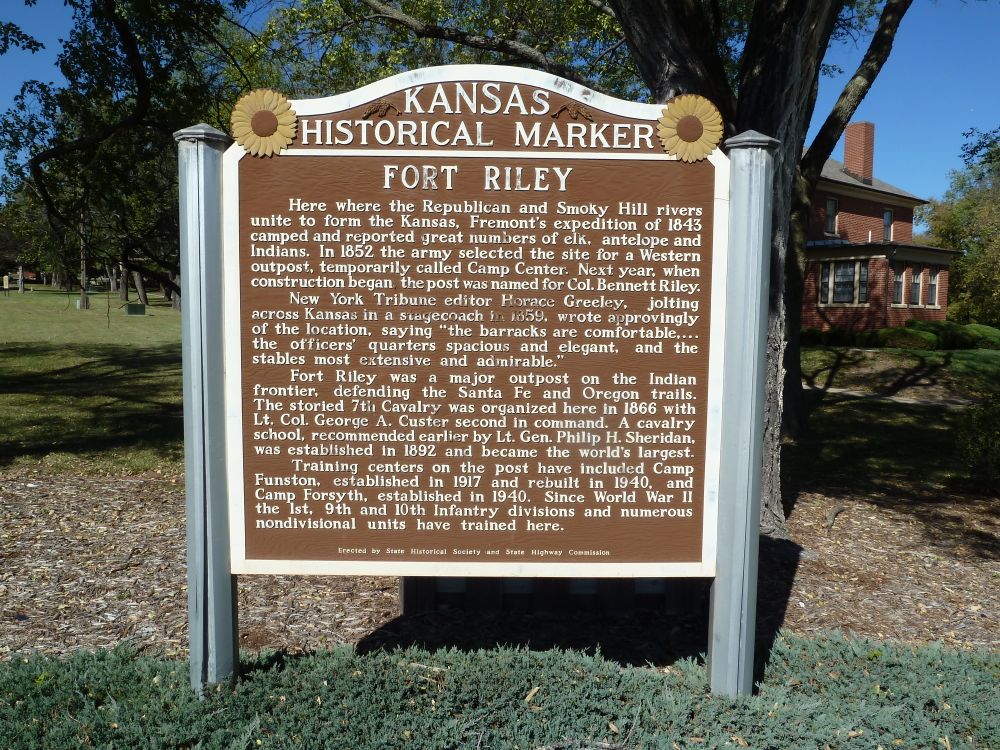 KANSAS
HISTORICAL MARKER
FORT RILEY
Here where the Republican and Smoky Hill rivers
unite to form the Kansas, Fremont's expedition of 1843
camped and reported great numbers of elk, antelope and
Indians. In 1852 the army selected the site for a Western
outpost, temporarily called Camp Center. Next year, when
construction began, the post was named for Col. Bennett Riley.
New York Tribune editor Horace Greeley, jolting
across Kansas in a stagecoach in 1859, wrote approvingly
of the location, saying "the barracks are comfortable,...
the officers' quarters spacious and elegant, and the
stables most extensive and admirable."
Fort Riley was a major outpost on the Indian
frontier, defending the Santa Fe and Oregon trails.
The storied 7th Cavalry was organized here in 1866 with
Lt. Col. George A. Custer second in command. A cavalry
school, recommended earlier by Lt. Gen. Philip H. Sheridan,
was established in 1892 and became the world's largest.
Training centers on the post have included Camp
Funston, established in 1917 and rebuilt in 1940, and
Camp Forsyth, established in 1940. Since World War II
the 1st, 9th and 10th Infantry divisions and numerous
nondivisional units have trained here.
Erected by State Historical Society and State Highway Commission